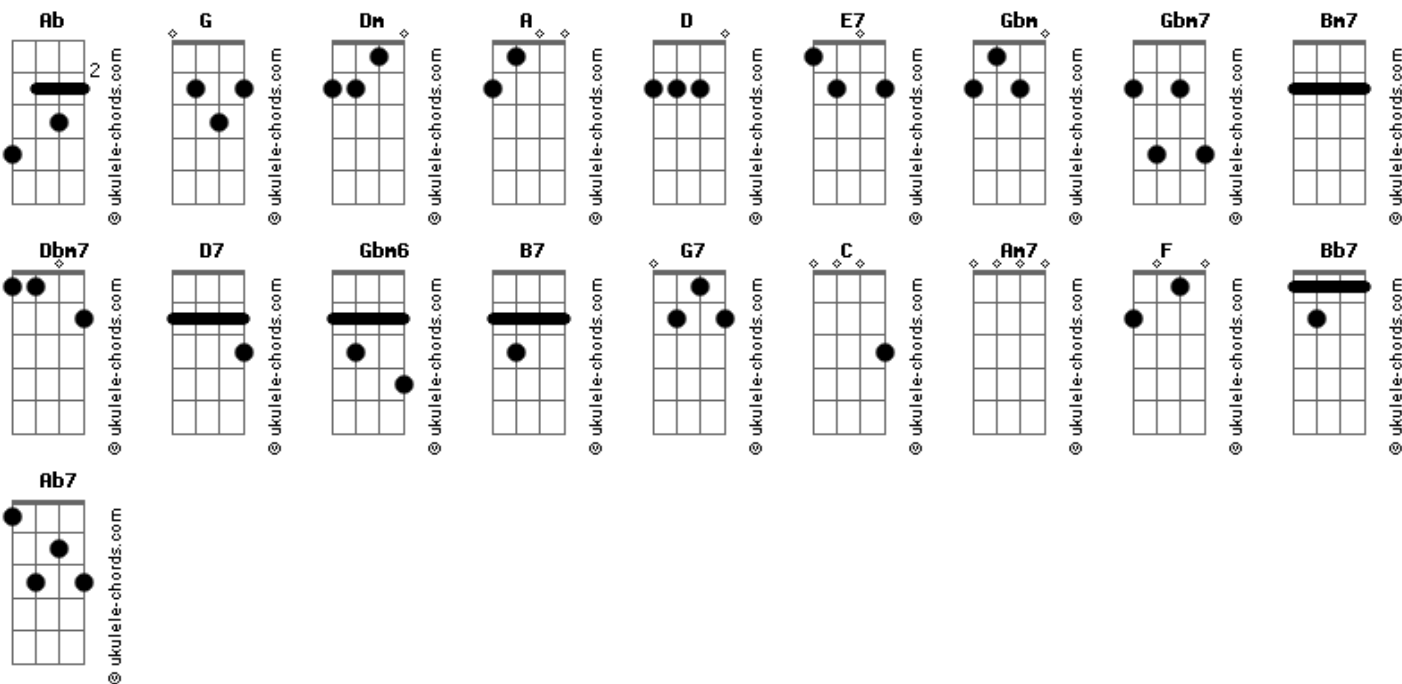 Ab G Dm A D E7 Gbm Gbm7 Bm7
2
© ukulele-chords.com © ukulele-chords.com © ukulele-chords.com © ukulele-chords.com © ukulele-chords.com © ukulele-chords.com © ukulele-chords.com © ukulele-chords.com © ukulele-chords.com
Dbm7 D7 Gbm6 B7 G7 C Am7 F Bb7
© ukulele-chords.com © ukulele-chords.com © ukulele-chords.com © ukulele-chords.com © ukulele-chords.com © ukulele-chords.com © ukulele-chords.com © ukulele-chords.com © ukulele-chords.com
Ab7
© ukulele-chords.com